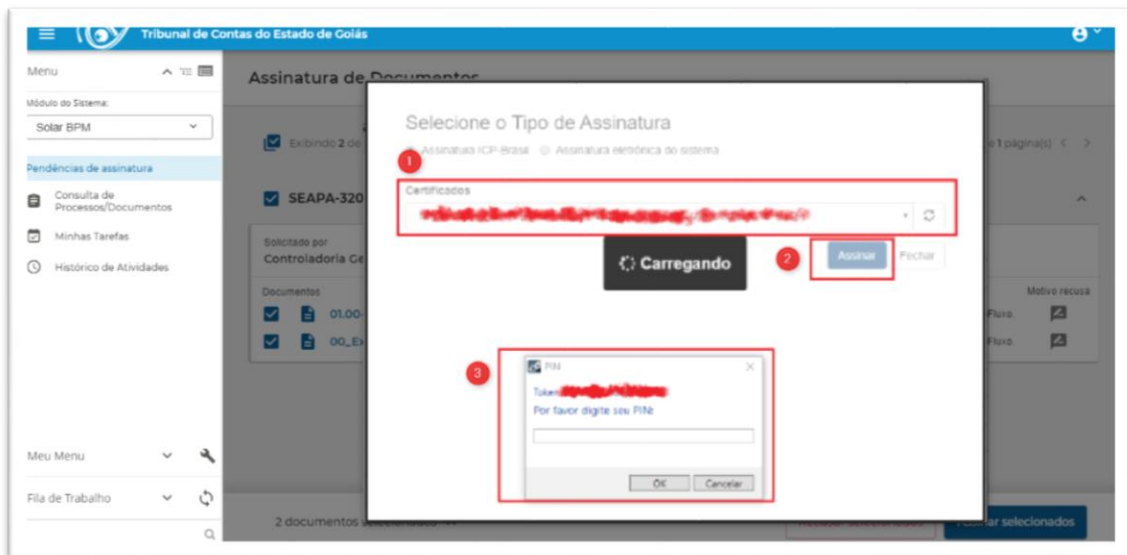 Tribunal de Contas do Estado de Goiás
Menu
Módulo do Sistema:
Solar BPM
Pendências de assinatura
Consulta de
Processos/Documentos
Minhas Tarefas
Histórico de Atividades
Meu Menu
Fila de Trabalho
Assinatura de Documentos
Exibindo 2 de
e 1 página(s)
SEAPA-320
Solicitado por
Controladoria Ge
Documentos
Motivo recusa
01.00-
Fluxo.
00_Ex
Fluxo.
2 documentos selecionados
ar selecionados
Selecione o Tipo de Assinatura
Assinatura ICP-Brasil
Assinatura eletrônica do sistema
1
Certificados
Carregando
2
Assinar
Fechar
3
PIN
Token
Por favor digite seu PIN:
OK
Cancelar